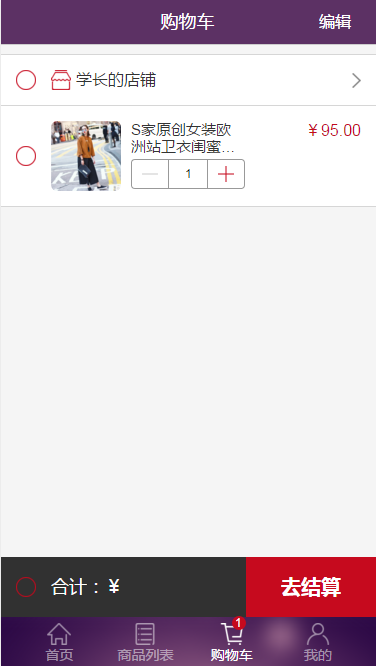 购物车
编辑
学长的店铺
S家原创女装欧
洲站卫衣闺蜜...
¥95.00
1
合计：¥
去结算
1
首页
商品列表
购物车
我的